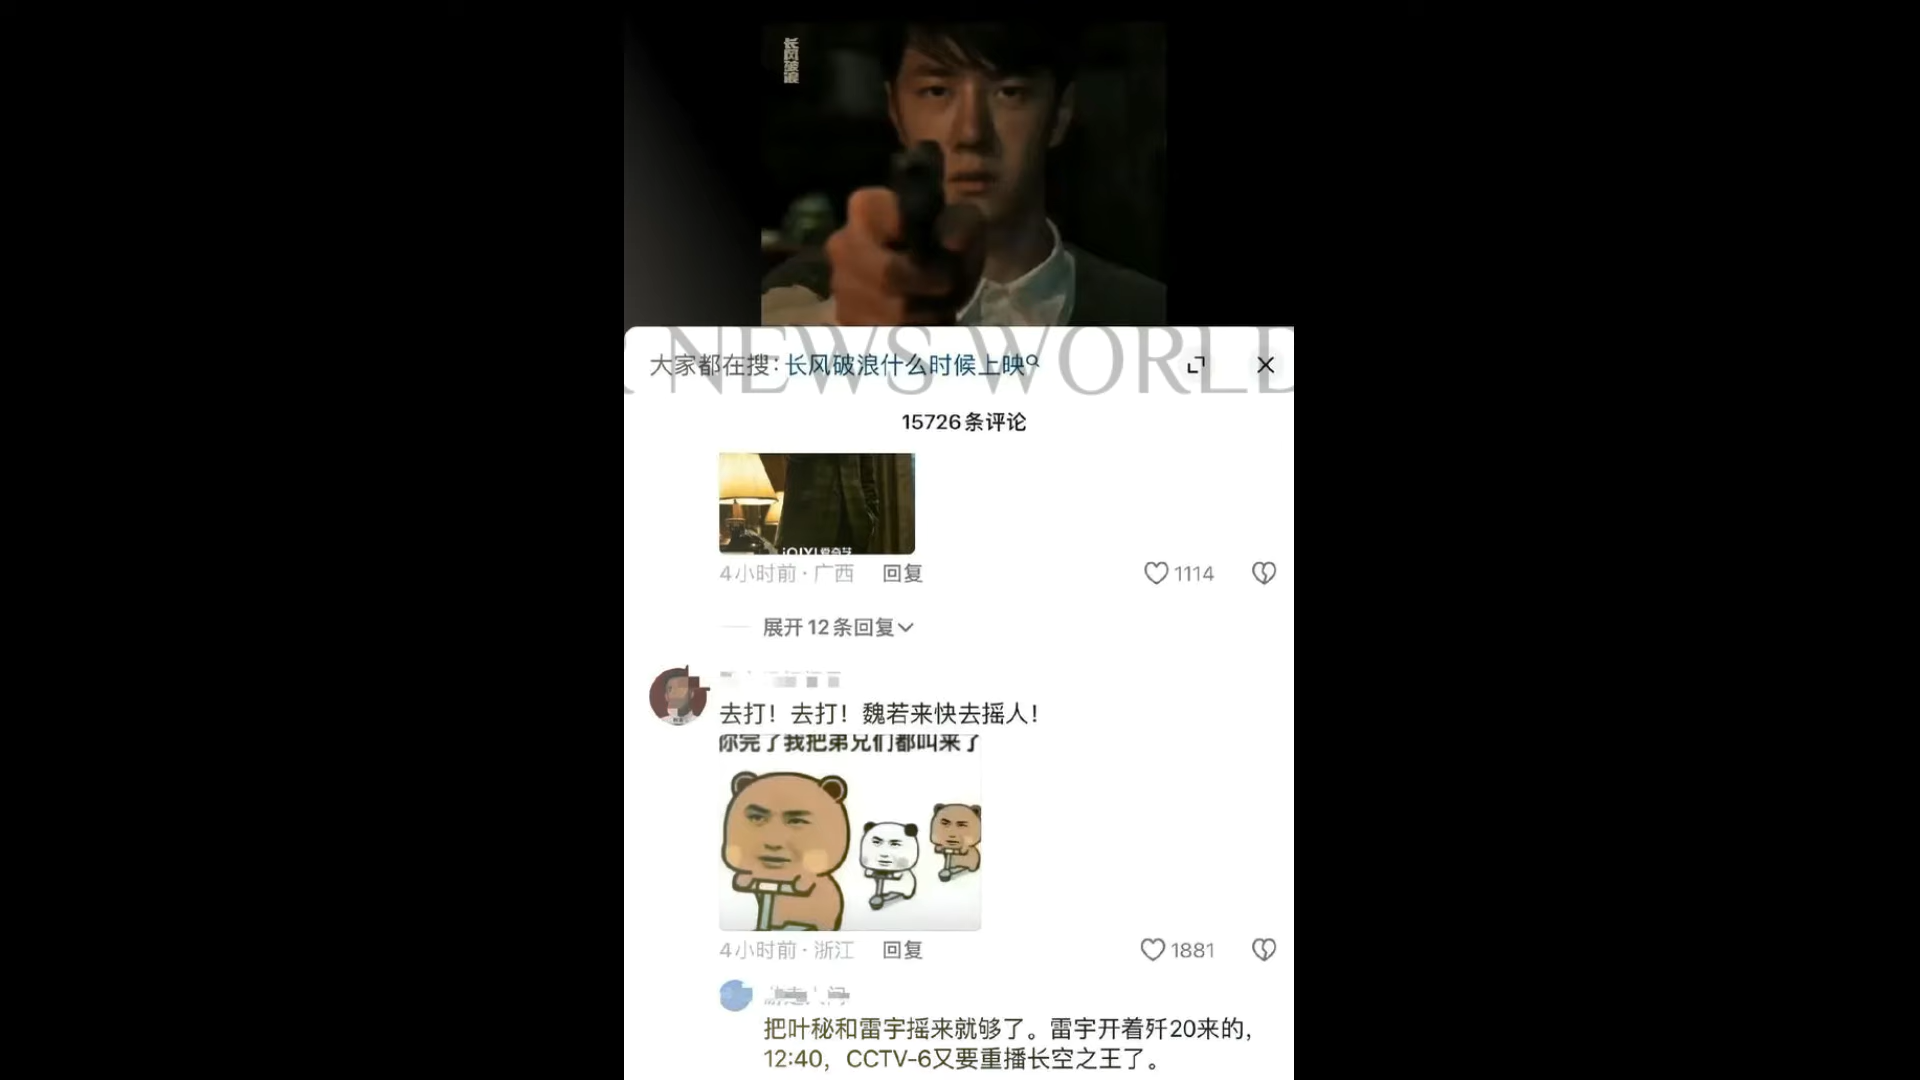 长风破浪
NEWS WORLD
大家都在搜：长风破浪什么时候上映
15726条评论
iQIYI 爱奇艺
4小时前·广西 回复 1114
展开12条回复
去打！去打！魏若来快去摇人！
你完了我把弟兄们都叫来了
4小时前·浙江 回复 1881
把叶秘和雷宇摇来就够了。雷宇开着歼20来的，
12:40，CCTV-6又要重播长空之王了。